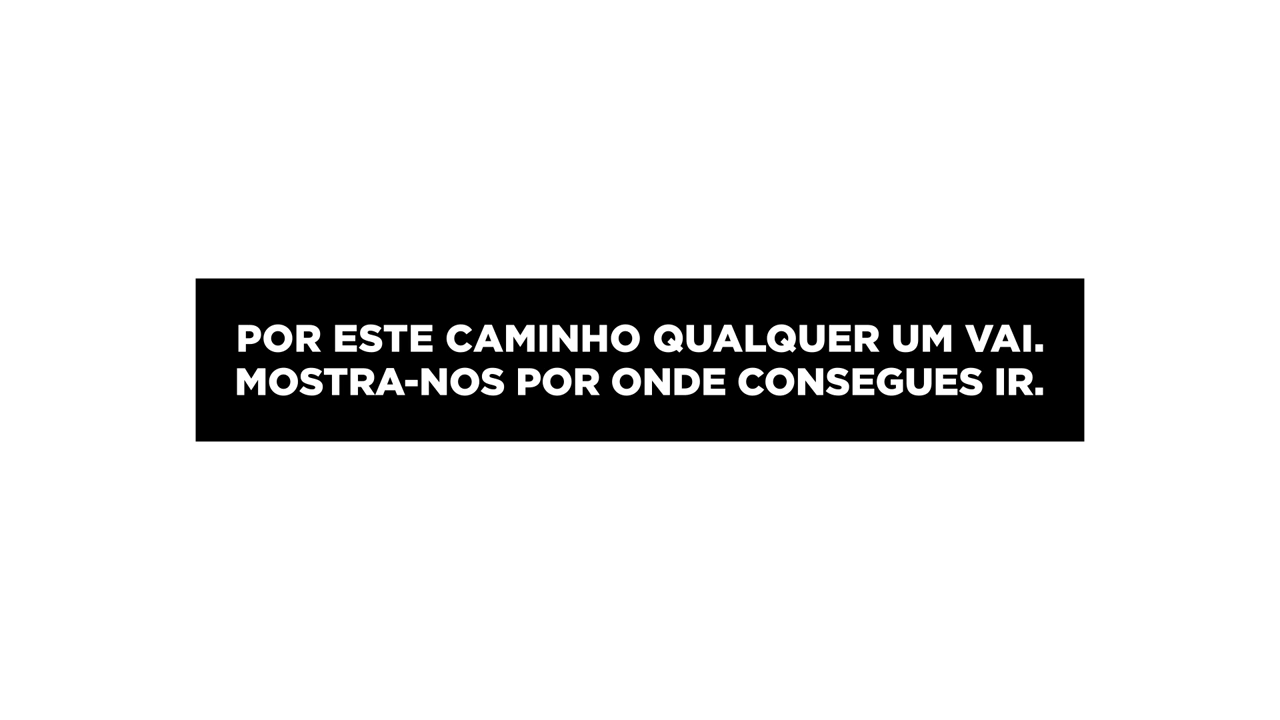 POR ESTE CAMINHO QUALQUER UM VAI.
MOSTRA-NOS POR ONDE CONSEGUES IR.